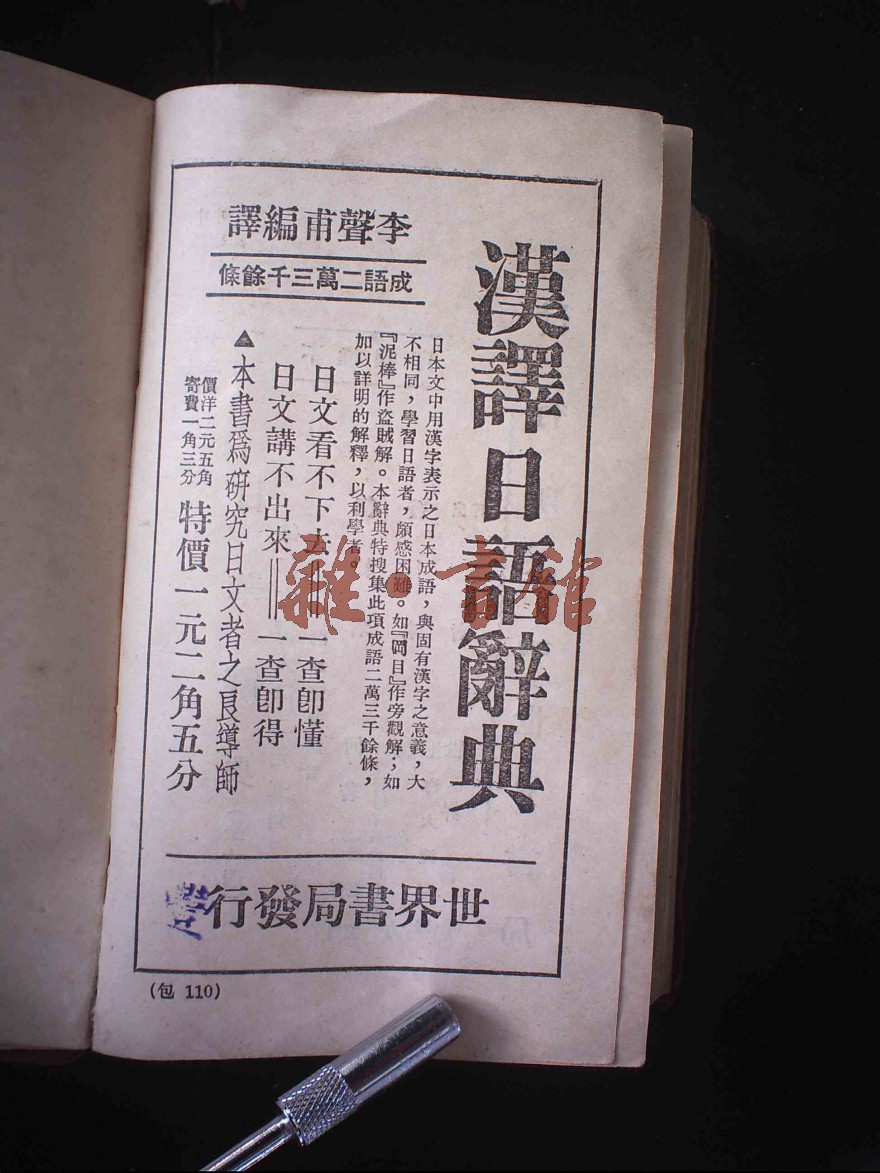 漢譯日語辭典
李聲甫編譯
成語二萬三千餘條
日本文中用漢字表示之日本成語，與固有漢字之意義，大
不相同，學習日語者，頗感困難。如『岡目』作旁觀解；如
『泥棒』作盜賊解。本辭典特搜集此項成語二萬三千餘條，
加以詳明的解釋，以利學者。
日文看不下去＝＝一查卽懂
日文講不出來＝＝一查卽得
▲本書爲研究日文者之良導師
價洋二元五角
寄費一角三分
特價一元二角五分
世界書局發行
(包 110)
雜·書館